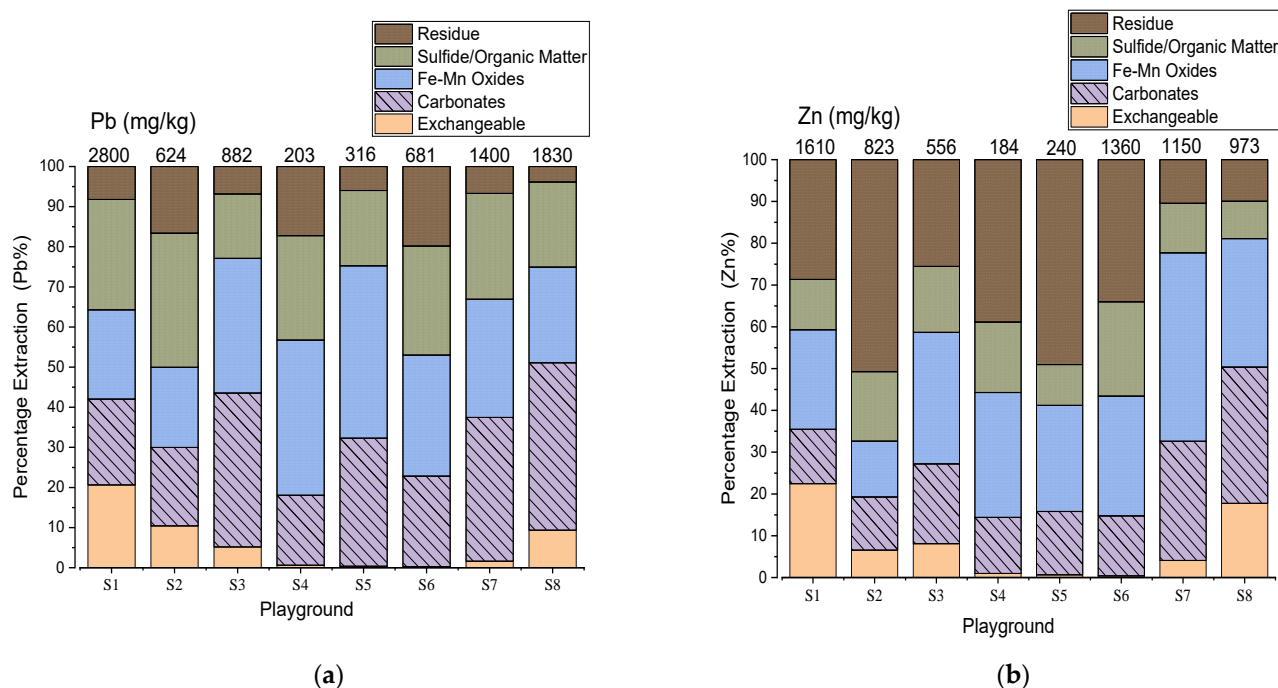 Residue
Sulfide/Organic Matter
Fe-Mn Oxides
Carbonates
Exchangeable
Pb (mg/kg)
2800 624 882 203 316 681 1400 1830
100
90
80
70
60
50
40
30
20
10
0
Percentage Extraction (Pb%)
S1 S2 S3 S4 S5 S6 S7 S8
Playground
(a)
Residue
Sulfide/Organic Matter
Fe-Mn Oxides
Carbonates
Exchangeable
Zn (mg/kg)
1610 823 556 184 240 1360 1150 973
100
90
80
70
60
50
40
30
20
10
0
Percentage Extraction (Zn%)
S1 S2 S3 S4 S5 S6 S7 S8
Playground
(b)